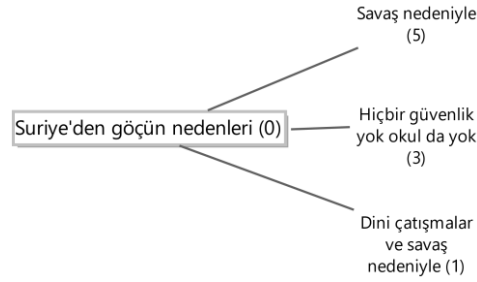 Savaş nedeniyle
(5)
Suriye'den göçün nedenleri (0)
Hiçbir güvenlik
yok okul da yok
(3)
Dini çatışmalar
ve savaş
nedeniyle (1)